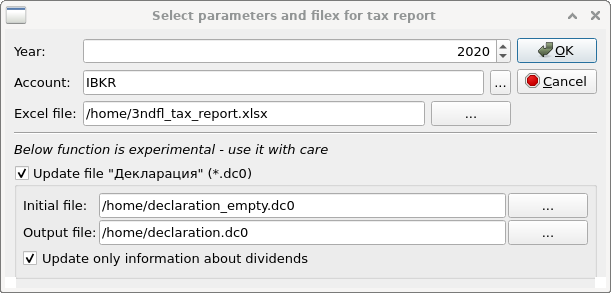 Select parameters and filex for tax report
Year: 2020 OK
Account: IBKR ... Cancel
Excel file: /home/3ndfl_tax_report.xlsx ...
Below function is experimental - use it with care
Update file "Декларация" (*.dc0)
Initial file: /home/declaration_empty.dc0 ...
Output file: /home/declaration.dc0 ...
Update only information about dividends